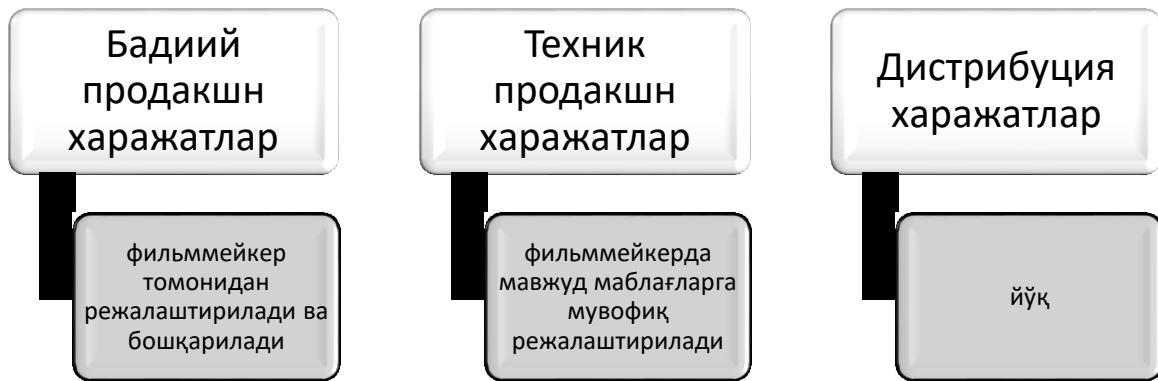 Бадиий
продакшн
харажатлар
фильммейкер
томонидан
режалаштирилади ва
бошқарилади
Техник
продакшн
харажатлар
фильммейкерда
мавжуд маблағларга
мувофиқ
режалаштирилади
Дистрибуция
харажатлар
йўқ